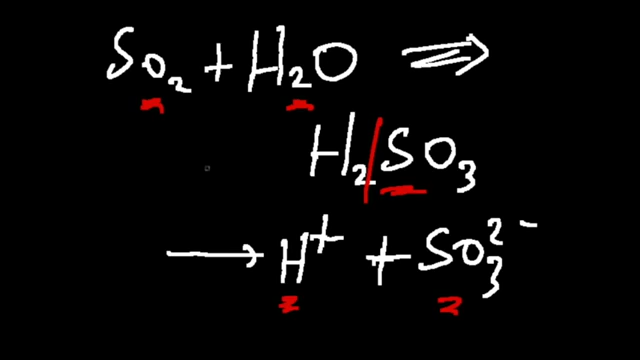 SO₂ + H₂O ⇒
H₂SO₃
→ H⁺ + SO₃²⁻